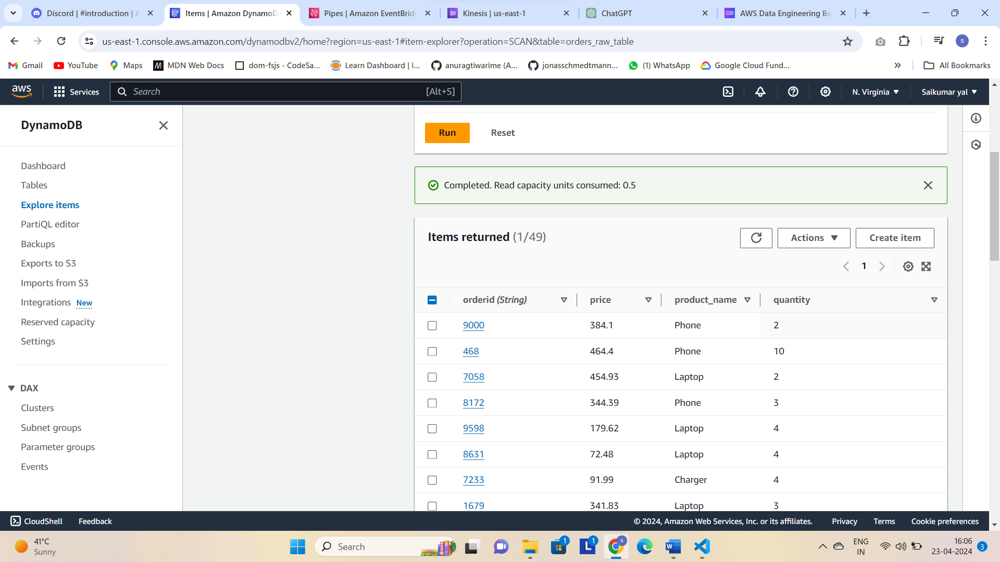 Discord | #introduction | A
Items | Amazon DynamoD
Pipes | Amazon EventBridg
Kinesis | us-east-1
ChatGPT
AWS Data Engineering Bo
us-east-1.console.aws.amazon.com/dynamodbv2/home?region=us-east-1#item-explorer?operation=SCAN&table=orders_raw_table
S
Gmail
YouTube
Maps
MDN Web Docs
dom-fsjs - CodeSa...
Learn Dashboard | i...
anuragtiwarime (A...
jonasschmedtmann...
(1) WhatsApp
Google Cloud Fund...
All Bookmarks
aws
Services
Search
[Alt+S]
N. Virginia
Saikumar yal
DynamoDB
Dashboard
Tables
Explore items
PartiQL editor
Backups
Exports to S3
Imports from S3
Integrations New
Reserved capacity
Settings
DAX
Clusters
Subnet groups
Parameter groups
Events
Run
Reset
Completed. Read capacity units consumed: 0.5
Items returned (1/49)
Actions
Create item
1
orderid (String) price product_name quantity
9000 384.1 Phone 2
468 464.4 Phone 10
7058 454.93 Laptop 2
8172 344.39 Phone 3
9598 179.62 Laptop 4
8631 72.48 Laptop 4
7233 91.99 Charger 4
1679 341.83 Laptop 3
CloudShell
Feedback
© 2024, Amazon Web Services, Inc. or its affiliates.
Privacy
Terms
Cookie preferences
41°C
Sunny
Search
1
L
1
S
W
ENG
IN
16:06
23-04-2024
3